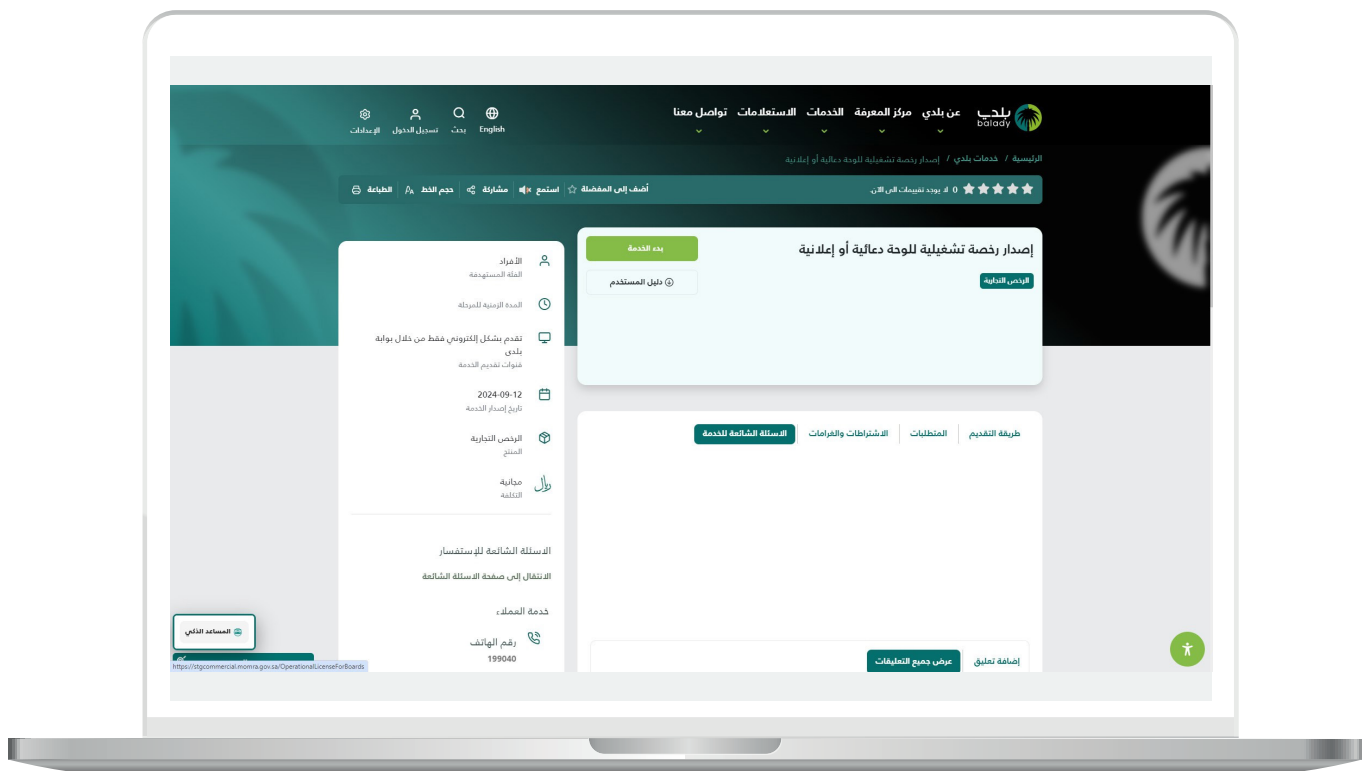 بلدي
balady
عن بلدي
مركز المعرفة
الخدمات
الاستعلامات
تواصل معنا
English
بحث
تسجيل الدخول
الإعدادات
الرئيسية / خدمات بلدي / إصدار رخصة تشغيلية للوحة دعائية أو إعلانية
0 لا يوجد تقييمات الى الآن.
أضف إلى المفضلة
استمع
مشاركة
حجم الخط
الطباعة
إصدار رخصة تشغيلية للوحة دعائية أو إعلانية
الرخص التجارية
بدء الخدمة
دليل المستخدم
طريقة التقديم
المتطلبات
الاشتراطات والغرامات
الاسئلة الشائعة للخدمة
إضافة تعليق
عرض جميع التعليقات
الأفراد
الفئة المستهدفة
المدة الزمنية للمرحلة
تقدم بشكل إلكتروني فقط من خلال بوابة
بلدي
قنوات تقديم الخدمة
2024-09-12
تاريخ إصدار الخدمة
الرخص التجارية
المنتج
مجانية
التكلفة
الاسئلة الشائعة للإستفسار
الانتقال إلى صفحة الاسئلة الشائعة
خدمة العملاء
رقم الهاتف
199040
المساعد الذكي
https://stgcommercial.momra.gov.sa/OperationalLicenseForBoards